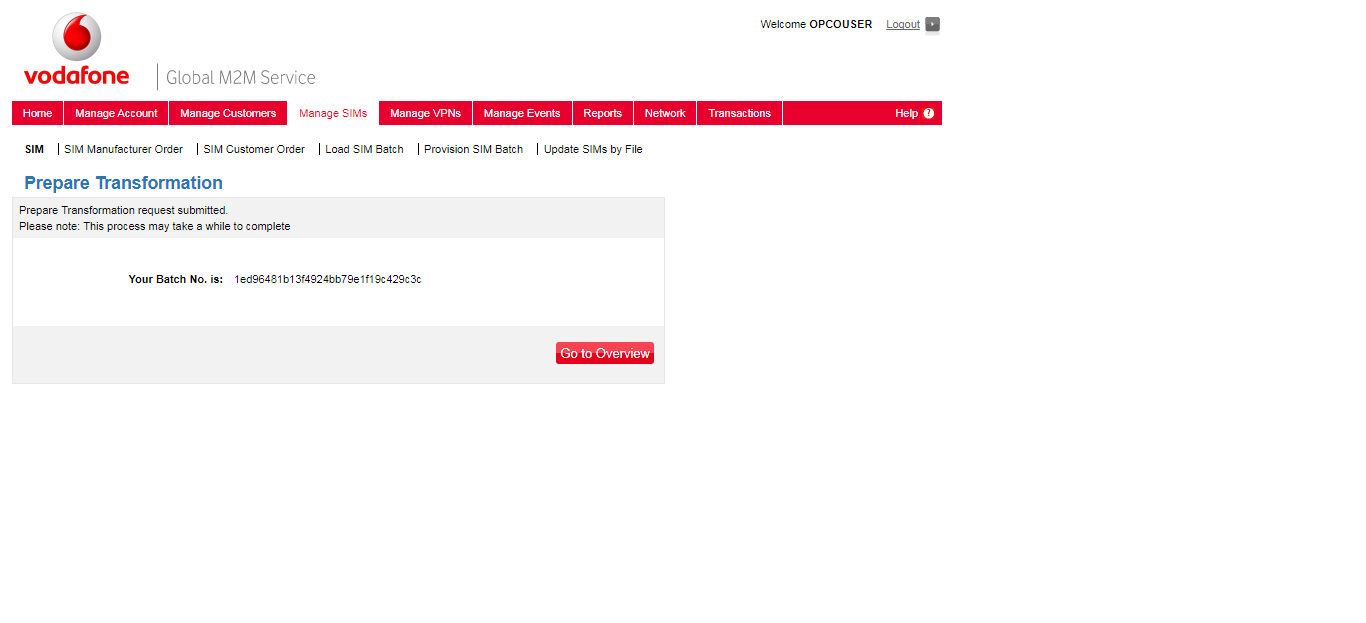 Welcome OPCOUSER Logout
vodafone Global M2M Service
Home Manage Account Manage Customers Manage SIMs Manage VPNs Manage Events Reports Network Transactions Help ?
SIM SIM Manufacturer Order SIM Customer Order Load SIM Batch Provision SIM Batch Update SIMs by File
Prepare Transformation
Prepare Transformation request submitted.
Please note: This process may take a while to complete
Your Batch No. is: 1ed96481b13f4924bb79e1f19c429c3c
Go to Overview